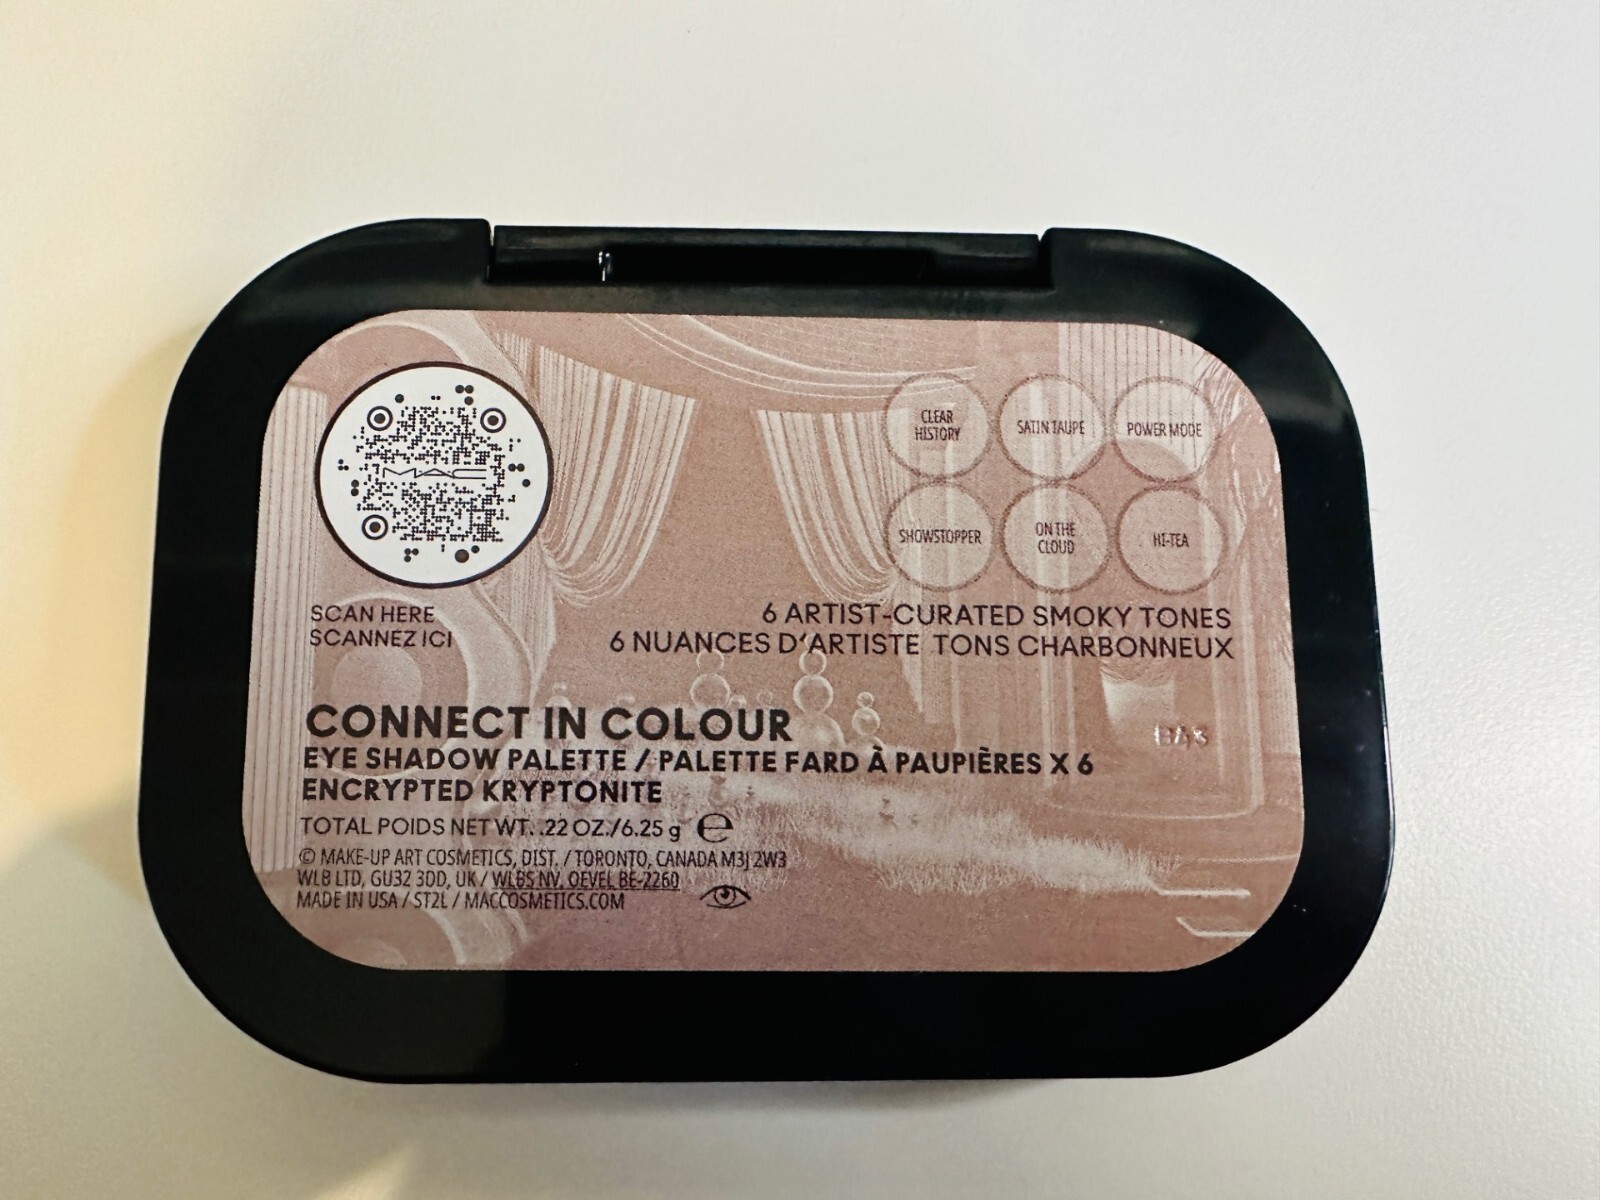 MAC
CLEAR
HISTORY
SATIN TAUPE
POWER MODE
SHOWSTOPPER
ON THE
CLOUD
HI-TEA
SCAN HERE
SCANNEZ ICI
6 ARTIST-CURATED SMOKY TONES
6 NUANCES D'ARTISTE TONS CHARBONNEUX
CONNECT IN COLOUR
EYE SHADOW PALETTE / PALETTE FARD À PAUPIÈRES X 6
ENCRYPTED KRYPTONITE
TOTAL POIDS NET WT. .22 OZ./6.25 g ℮
© MAKE-UP ART COSMETICS, DIST. / TORONTO, CANADA M3J 2W3
WLB LTD, GU32 3DD, UK / WLBS NV, OEVEL BE-2260
MADE IN USA / ST2L / MACCOSMETICS.COM